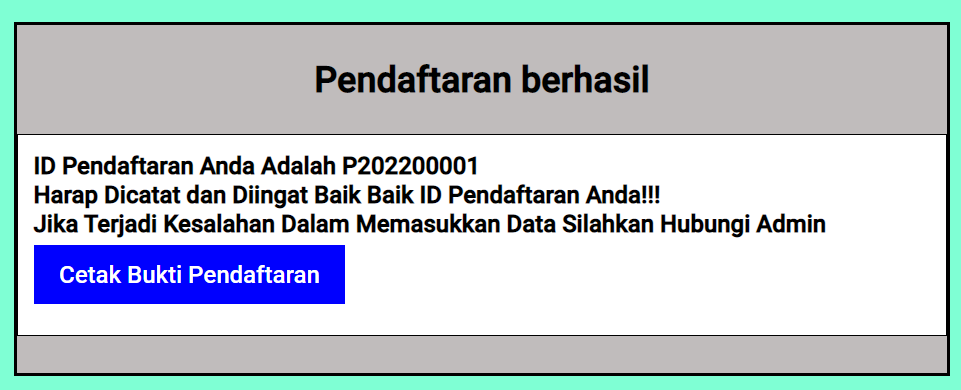 Pendaftaran berhasil
ID Pendaftaran Anda Adalah P202200001
Harap Dicatat dan Diingat Baik Baik ID Pendaftaran Anda!!!
Jika Terjadi Kesalahan Dalam Memasukkan Data Silahkan Hubungi Admin
Cetak Bukti Pendaftaran